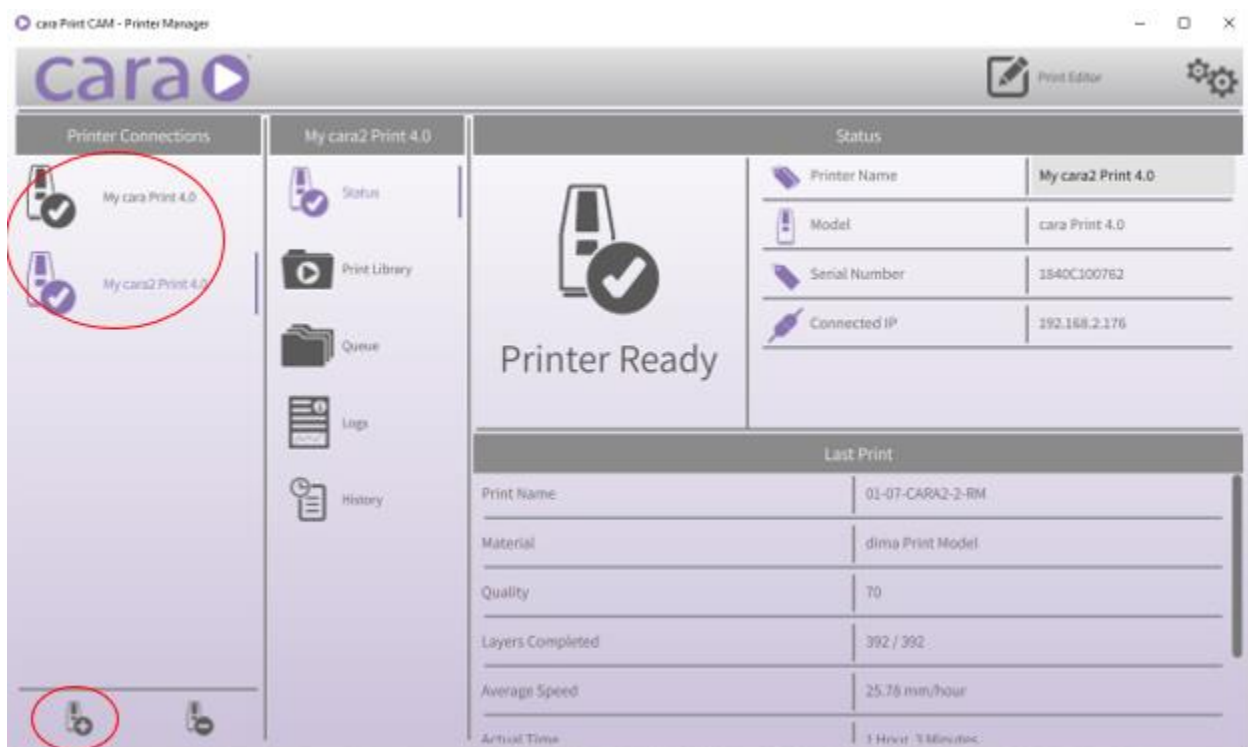 cara Print CAM - Printer Manager
cara
Print Editor
Printer Connections
My cara Print 4.0
My cara2 Print 4.0
My cara2 Print 4.0
Status
Print Library
Queue
Logs
History
Status
Printer Ready
Printer Name My cara2 Print 4.0
Model cara Print 4.0
Serial Number 1840C100762
Connected IP 192.168.2.176
Last Print
Print Name 01-07-CARA2-2-RM
Material dima Print Model
Quality 70
Layers Completed 392 / 392
Average Speed 25.78 mm/hour
Actual Time 1 Hour, 3 Minutes,